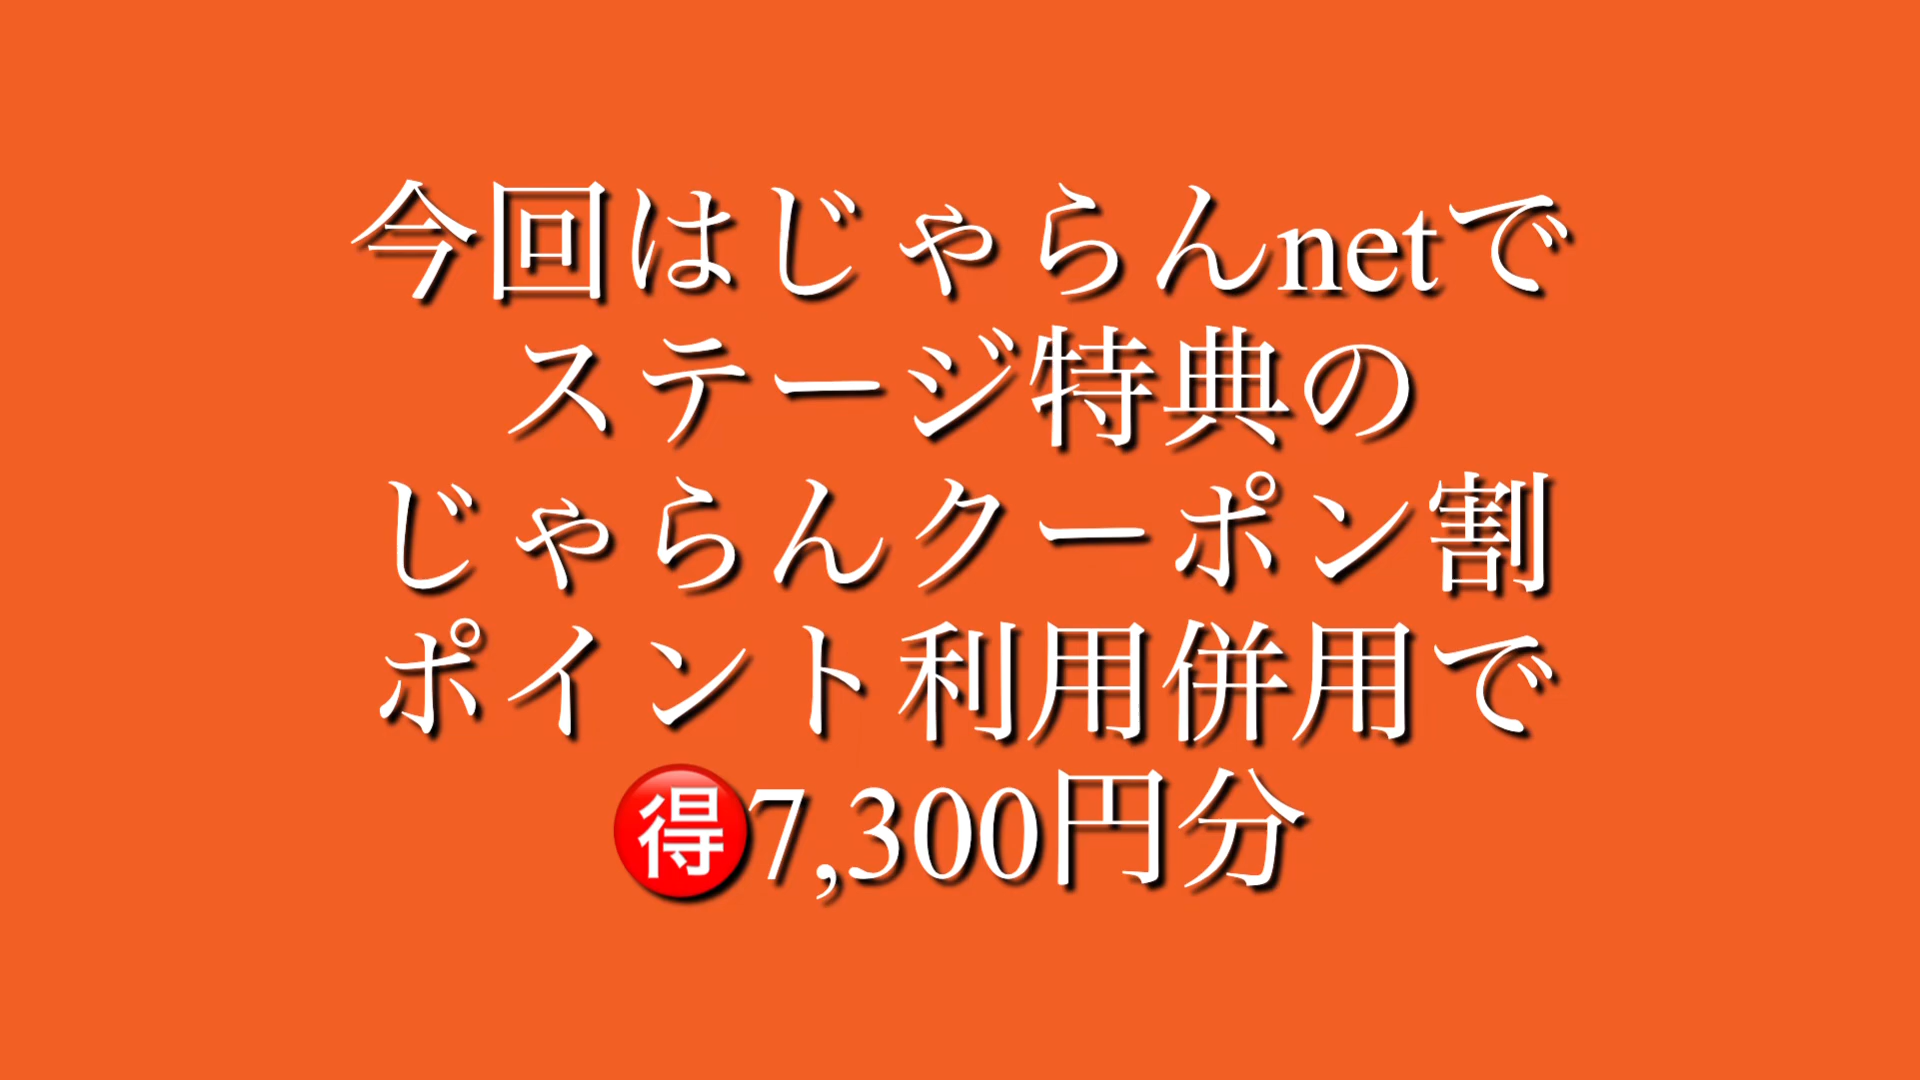 今回はじゃらんnetで
ステージ特典の
じゃらんクーポン割
ポイント利用併用で
🉐7,300円分